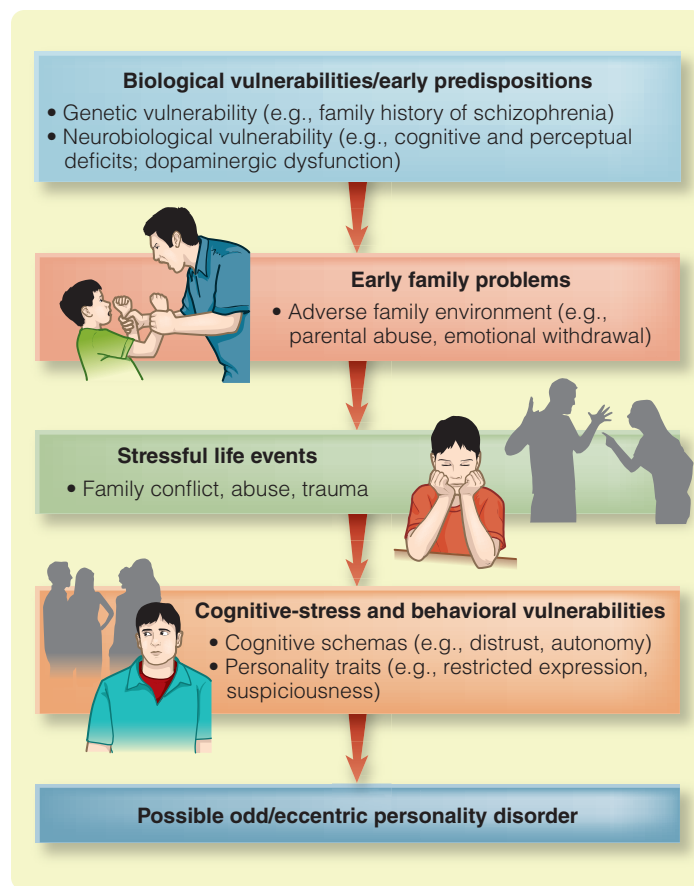 Biological vulnerabilities/early predispositions
• Genetic vulnerability (e.g., family history of schizophrenia)
• Neurobiological vulnerability (e.g., cognitive and perceptual
deficits; dopaminergic dysfunction)
Early family problems
• Adverse family environment (e.g.,
parental abuse, emotional withdrawal)
Stressful life events
• Family conflict, abuse, trauma
Cognitive-stress and behavioral vulnerabilities
• Cognitive schemas (e.g., distrust, autonomy)
• Personality traits (e.g., restricted expression,
suspiciousness)
Possible odd/eccentric personality disorder